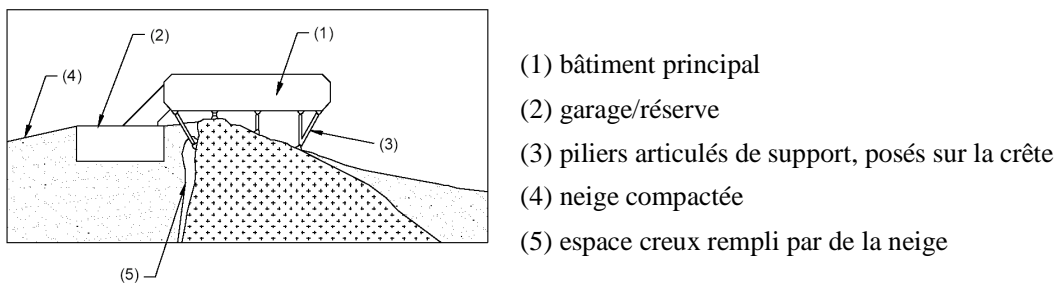 (2)
(1)
(4)
(3)
(5)
(1) bâtiment principal
(2) garage/réserve
(3) piliers articulés de support, posés sur la crête
(4) neige compactée
(5) espace creux rempli par de la neige